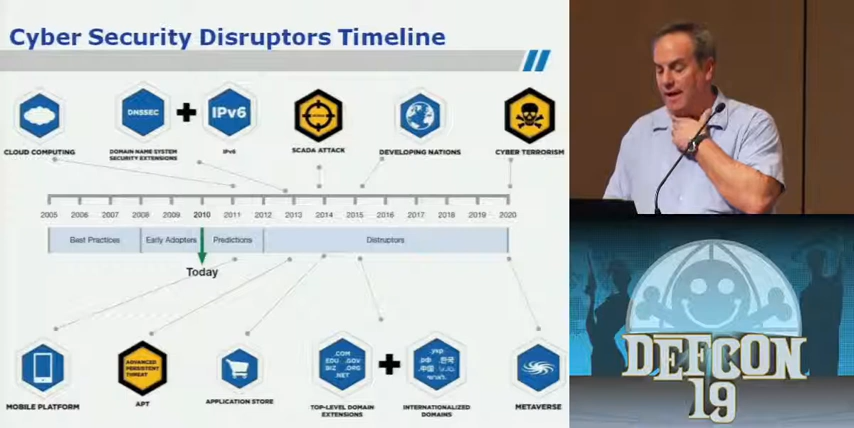 Cyber Security Disruptors Timeline
DNSSEC
IPv6
CLOUD COMPUTING
DOMAIN NAME SYSTEM
SECURITY EXTENSIONS
IPv6
SCADA ATTACK
DEVELOPING NATIONS
CYBER TERRORISM
2005 2006 2007 2008 2009 2010 2011 2012 2013 2014 2015 2016 2017 2018 2019 2020
Best Practices Early Adopters Predictions Disruptors
Today
ADVANCED
PERSISTENT
THREAT
.COM
EDU .GOV
BIZ .ORG
.NET
MOBILE PLATFORM
APT
APPLICATION STORE
TOP-LEVEL DOMAIN
EXTENSIONS
INTERNATIONALIZED
DOMAINS
METAVERSE
DEFCON
19